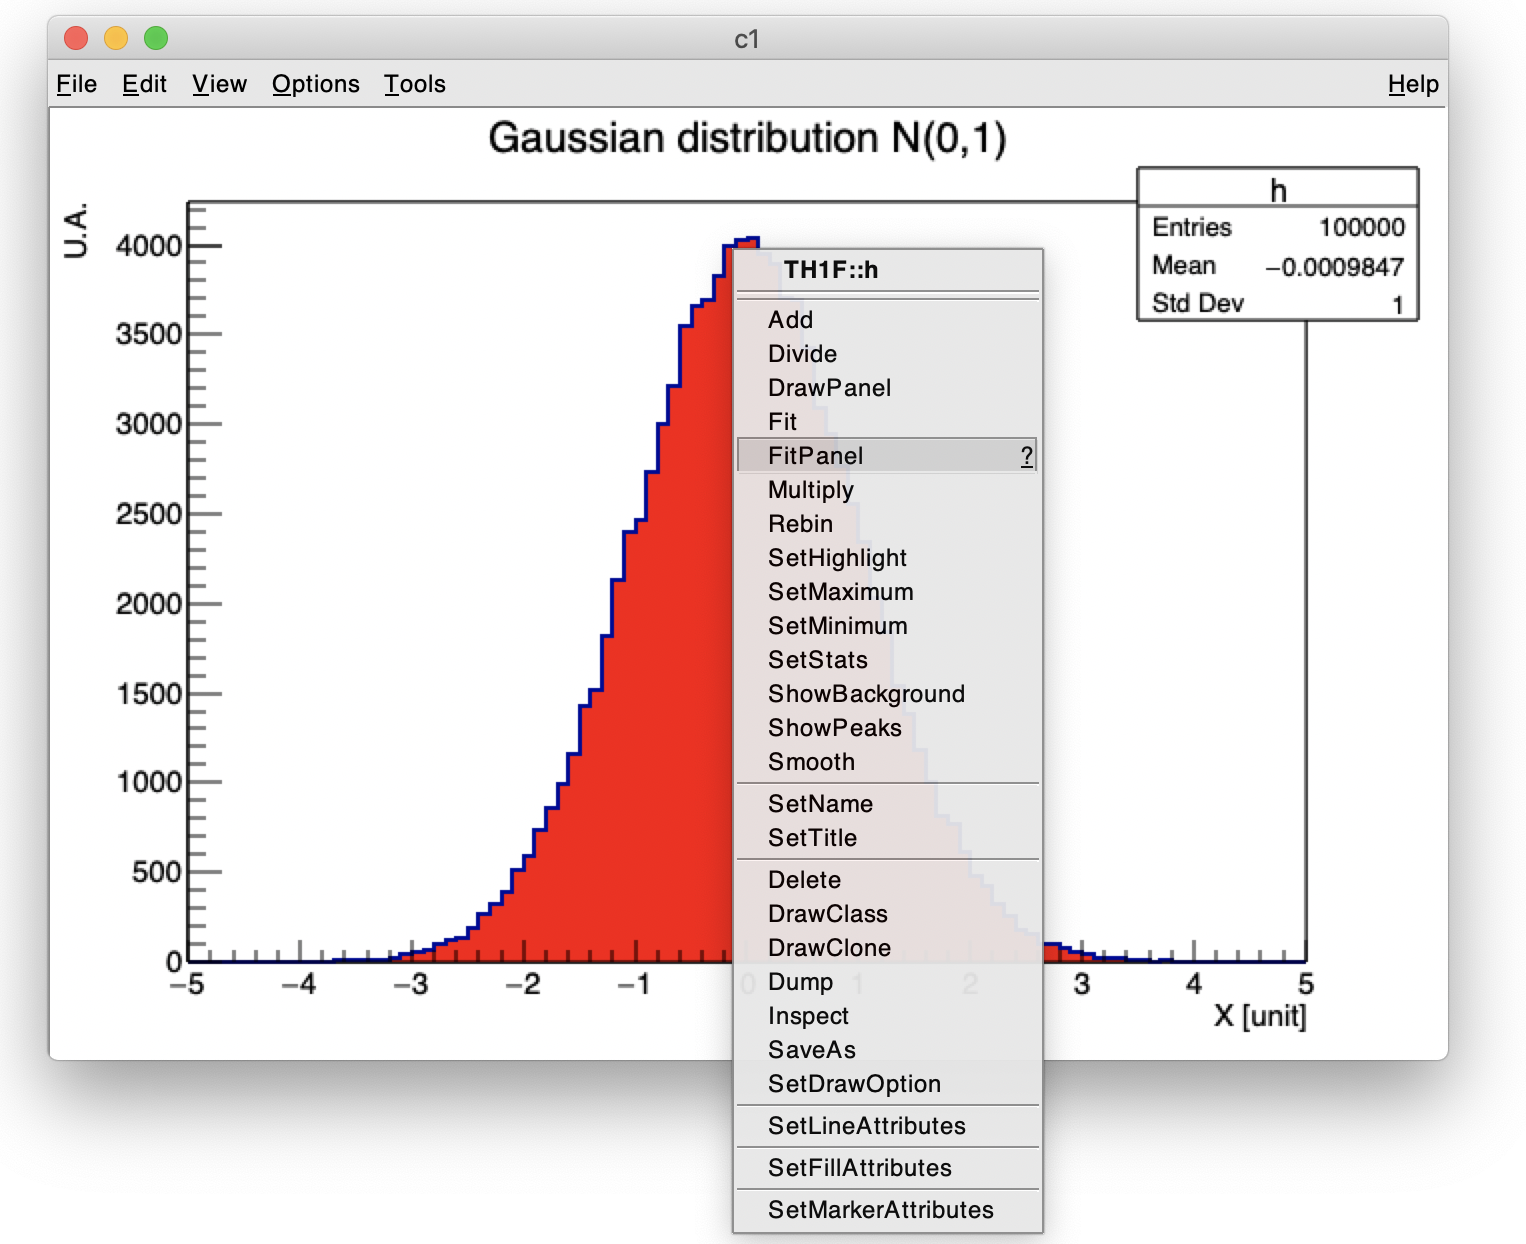 c1
File Edit View Options Tools Help
Gaussian distribution N(0,1)
U.A.
h
Entries 100000
Mean −0.0009847
Std Dev 1
4000
3500
3000
2500
2000
1500
1000
500
0
−5 −4 −3 −2 −1 0 1 2 3 4 5
X [unit]
TH1F::h
Add
Divide
DrawPanel
Fit
FitPanel ?
Multiply
Rebin
SetHighlight
SetMaximum
SetMinimum
SetStats
ShowBackground
ShowPeaks
Smooth
SetName
SetTitle
Delete
DrawClass
DrawClone
Dump
Inspect
SaveAs
SetDrawOption
SetLineAttributes
SetFillAttributes
SetMarkerAttributes